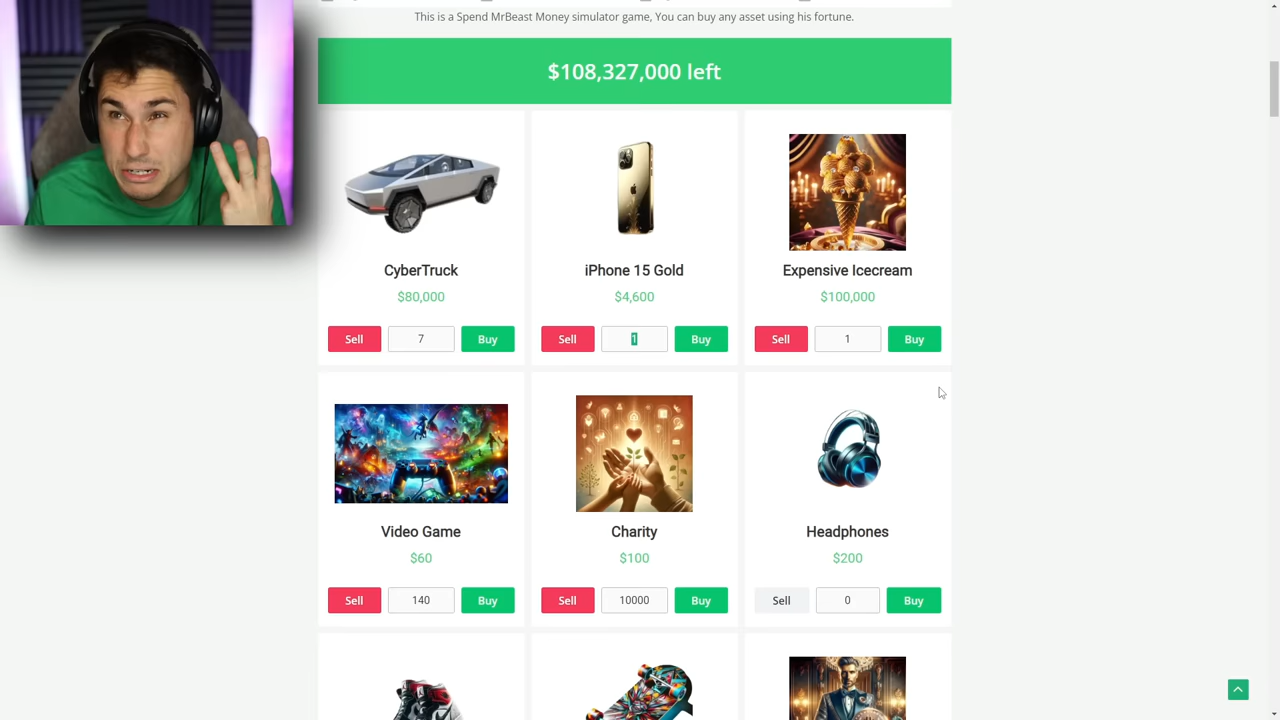 This is a Spend MrBeast Money simulator game, You can buy any asset using his fortune.
$108,327,000 left
CyberTruck
$80,000
Sell 7 Buy
iPhone 15 Gold
$4,600
Sell 1 Buy
Expensive Icecream
$100,000
Sell 1 Buy
Video Game
$60
Sell 140 Buy
Charity
$100
Sell 10000 Buy
Headphones
$200
Sell 0 Buy